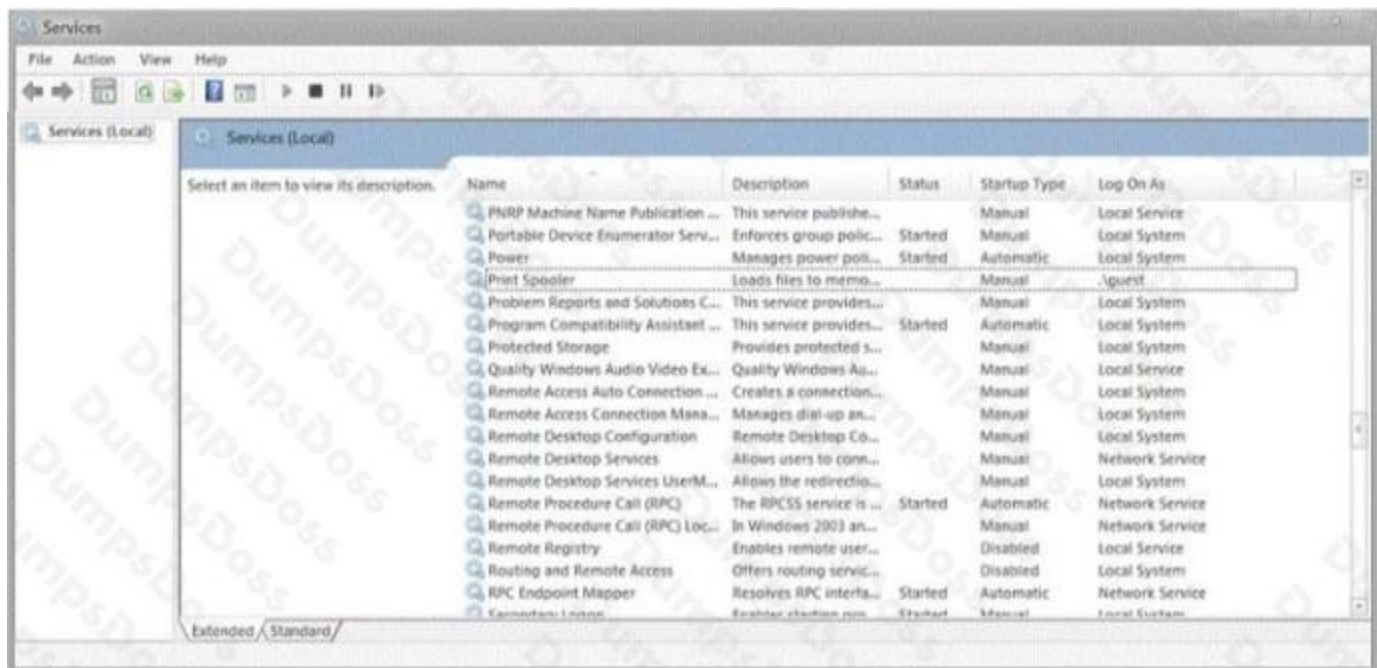 Services
File Action View Help
Services (Local)
Services (Local)
Select an item to view its description.
Name Description Status Startup Type Log On As
PNRP Machine Name Publication ... This service publishe... Manual Local Service
Portable Device Enumerator Serv... Enforces group polic... Started Manual Local System
Power Manages power poli... Started Automatic Local System
Print Spooler Loads files to memo... Manual .\guest
Problem Reports and Solutions C... This service provides... Manual Local System
Program Compatibility Assistant ... This service provides... Started Automatic Local System
Protected Storage Provides protected s... Manual Local System
Quality Windows Audio Video Ex... Quality Windows Au... Manual Local Service
Remote Access Auto Connection ... Creates a connection... Manual Local System
Remote Access Connection Mana... Manages dial-up an... Manual Local System
Remote Desktop Configuration Remote Desktop Co... Manual Local System
Remote Desktop Services Allows users to conn... Manual Network Service
Remote Desktop Services UserM... Allows the redirectio... Manual Local System
Remote Procedure Call (RPC) The RPCSS service is ... Started Automatic Network Service
Remote Procedure Call (RPC) Loc... In Windows 2003 an... Manual Network Service
Remote Registry Enables remote user... Disabled Local Service
Routing and Remote Access Offers routing servic... Disabled Local System
RPC Endpoint Mapper Resolves RPC interfa... Started Automatic Network Service
Secondary Logon Enables starting pro... Started Manual Local System
Extended Standard
DumpsDoss